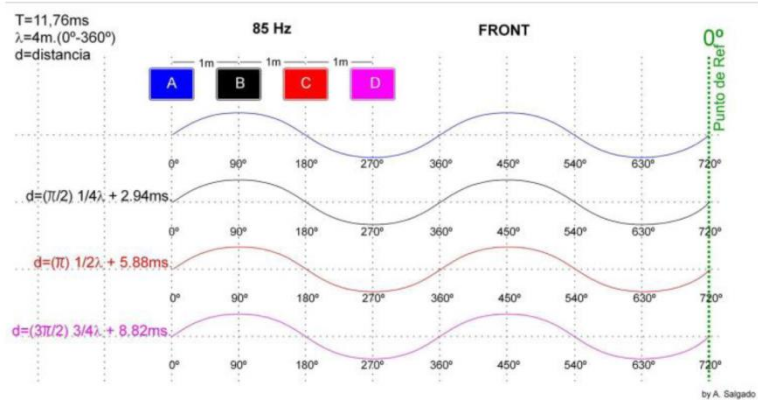 T=11,76ms
λ=4m.(0º-360º)
d=distancia
85 Hz
FRONT
0º
Punto de Ref
1m 1m 1m
A B C D
0º 90º 180º 270º 360º 450º 540º 630º 720º
d=(π/2) 1/4λ + 2.94ms.
0º 90º 180º 270º 360º 450º 540º 630º 720º
d=(π) 1/2λ + 5.88ms.
0º 90º 180º 270º 360º 450º 540º 630º 720º
d=(3π/2) 3/4λ + 8.82ms.
0º 90º 180º 270º 360º 450º 540º 630º 720º
by A. Salgado